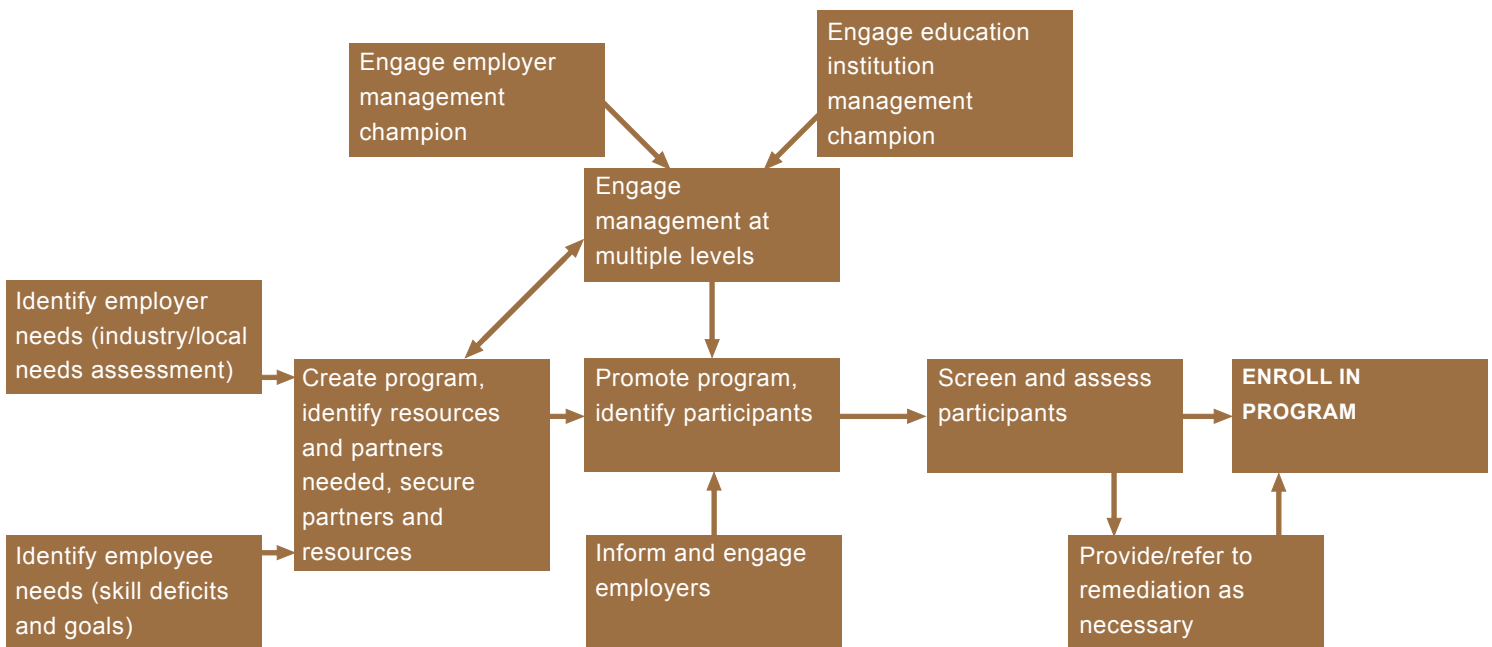 Engage employer
management
champion
Engage education
institution
management
champion
Engage
management at
multiple levels
Identify employer
needs (industry/local
needs assessment)
Create program,
identify resources
and partners
needed, secure
partners and
resources
Promote program,
identify participants
Screen and assess
participants
ENROLL IN
PROGRAM
Identify employee
needs (skill deficits
and goals)
Inform and engage
employers
Provide/refer to
remediation as
necessary